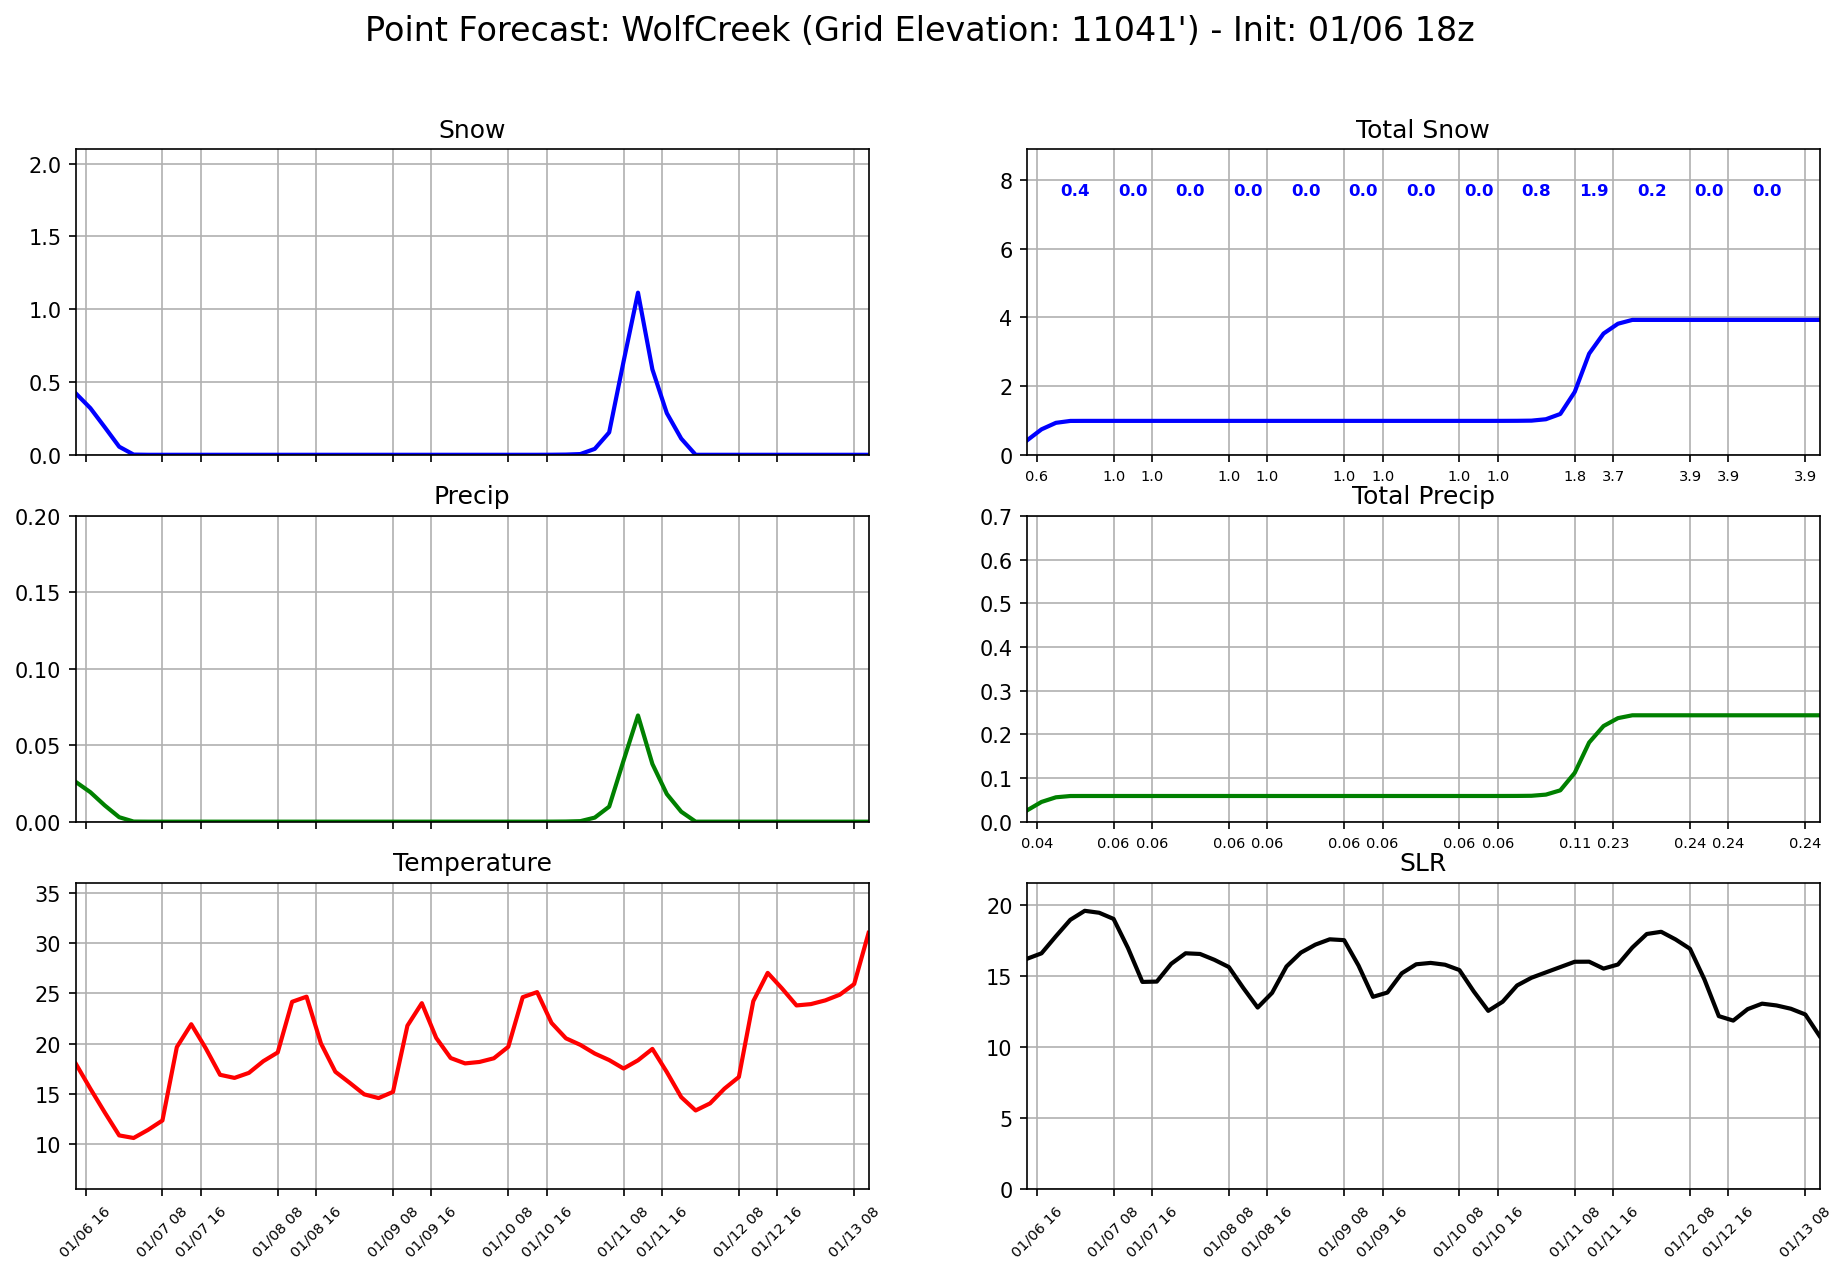 Point Forecast: WolfCreek (Grid Elevation: 11041') - Init: 01/06 18z
Snow
2.0
1.5
1.0
0.5
0.0
Total Snow
8
6
4
2
0
0.4 0.0 0.0 0.0 0.0 0.0 0.0 0.0 0.8 1.9 0.2 0.0 0.0
0.6 1.0 1.0 1.0 1.0 1.0 1.0 1.0 1.0 1.8 3.7 3.9 3.9 3.9
Precip
0.20
0.15
0.10
0.05
0.00
Total Precip
0.7
0.6
0.5
0.4
0.3
0.2
0.1
0.0
0.04 0.06 0.06 0.06 0.06 0.06 0.06 0.06 0.06 0.11 0.23 0.24 0.24 0.24
Temperature
35
30
25
20
15
10
01/06 16 01/07 08 01/07 16 01/08 08 01/08 16 01/09 08 01/09 16 01/10 08 01/10 16 01/11 08 01/11 16 01/12 08 01/12 16 01/13 08
SLR
20
15
10
5
0
01/06 16 01/07 08 01/07 16 01/08 08 01/08 16 01/09 08 01/09 16 01/10 08 01/10 16 01/11 08 01/11 16 01/12 08 01/12 16 01/13 08